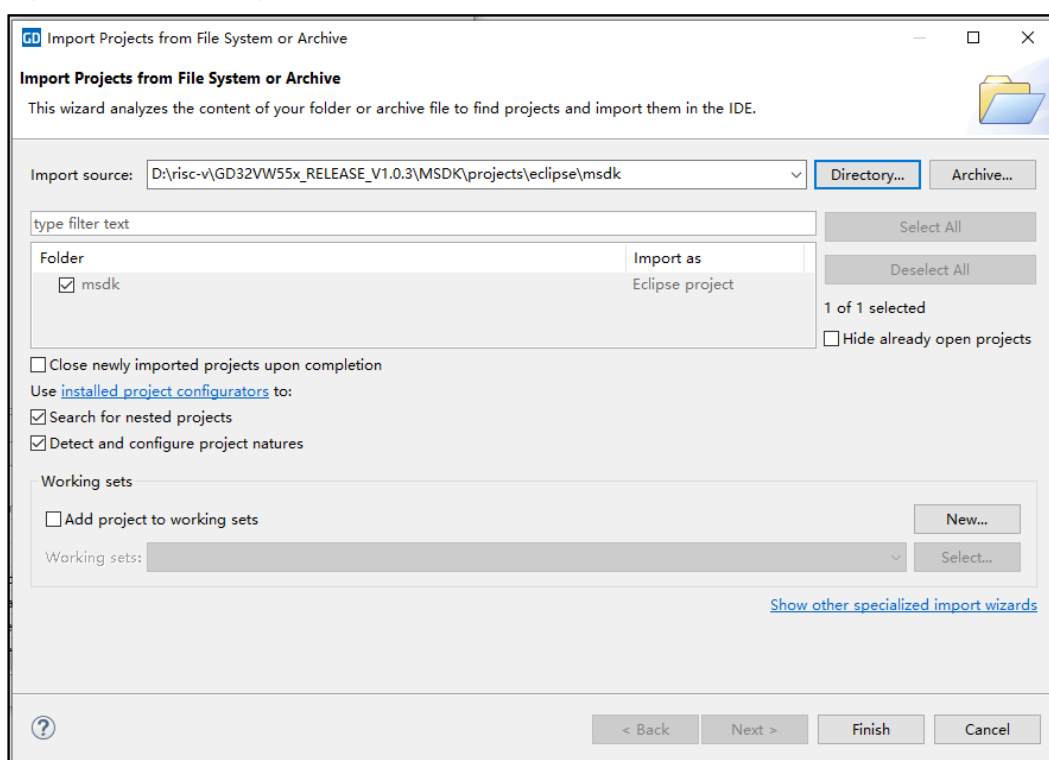 GD Import Projects from File System or Archive
Import Projects from File System or Archive
This wizard analyzes the content of your folder or archive file to find projects and import them in the IDE.
Import source: D:\risc-v\GD32VW55x_RELEASE_V1.0.3\MSDK\projects\eclipse\msdk Directory... Archive...
type filter text Select All
Folder Import as
Deselect All
msdk Eclipse project
1 of 1 selected
Hide already open projects
Close newly imported projects upon completion
Use installed project configurators to:
Search for nested projects
Detect and configure project natures
Working sets
Add project to working sets New...
Working sets: Select...
Show other specialized import wizards
? < Back Next > Finish Cancel